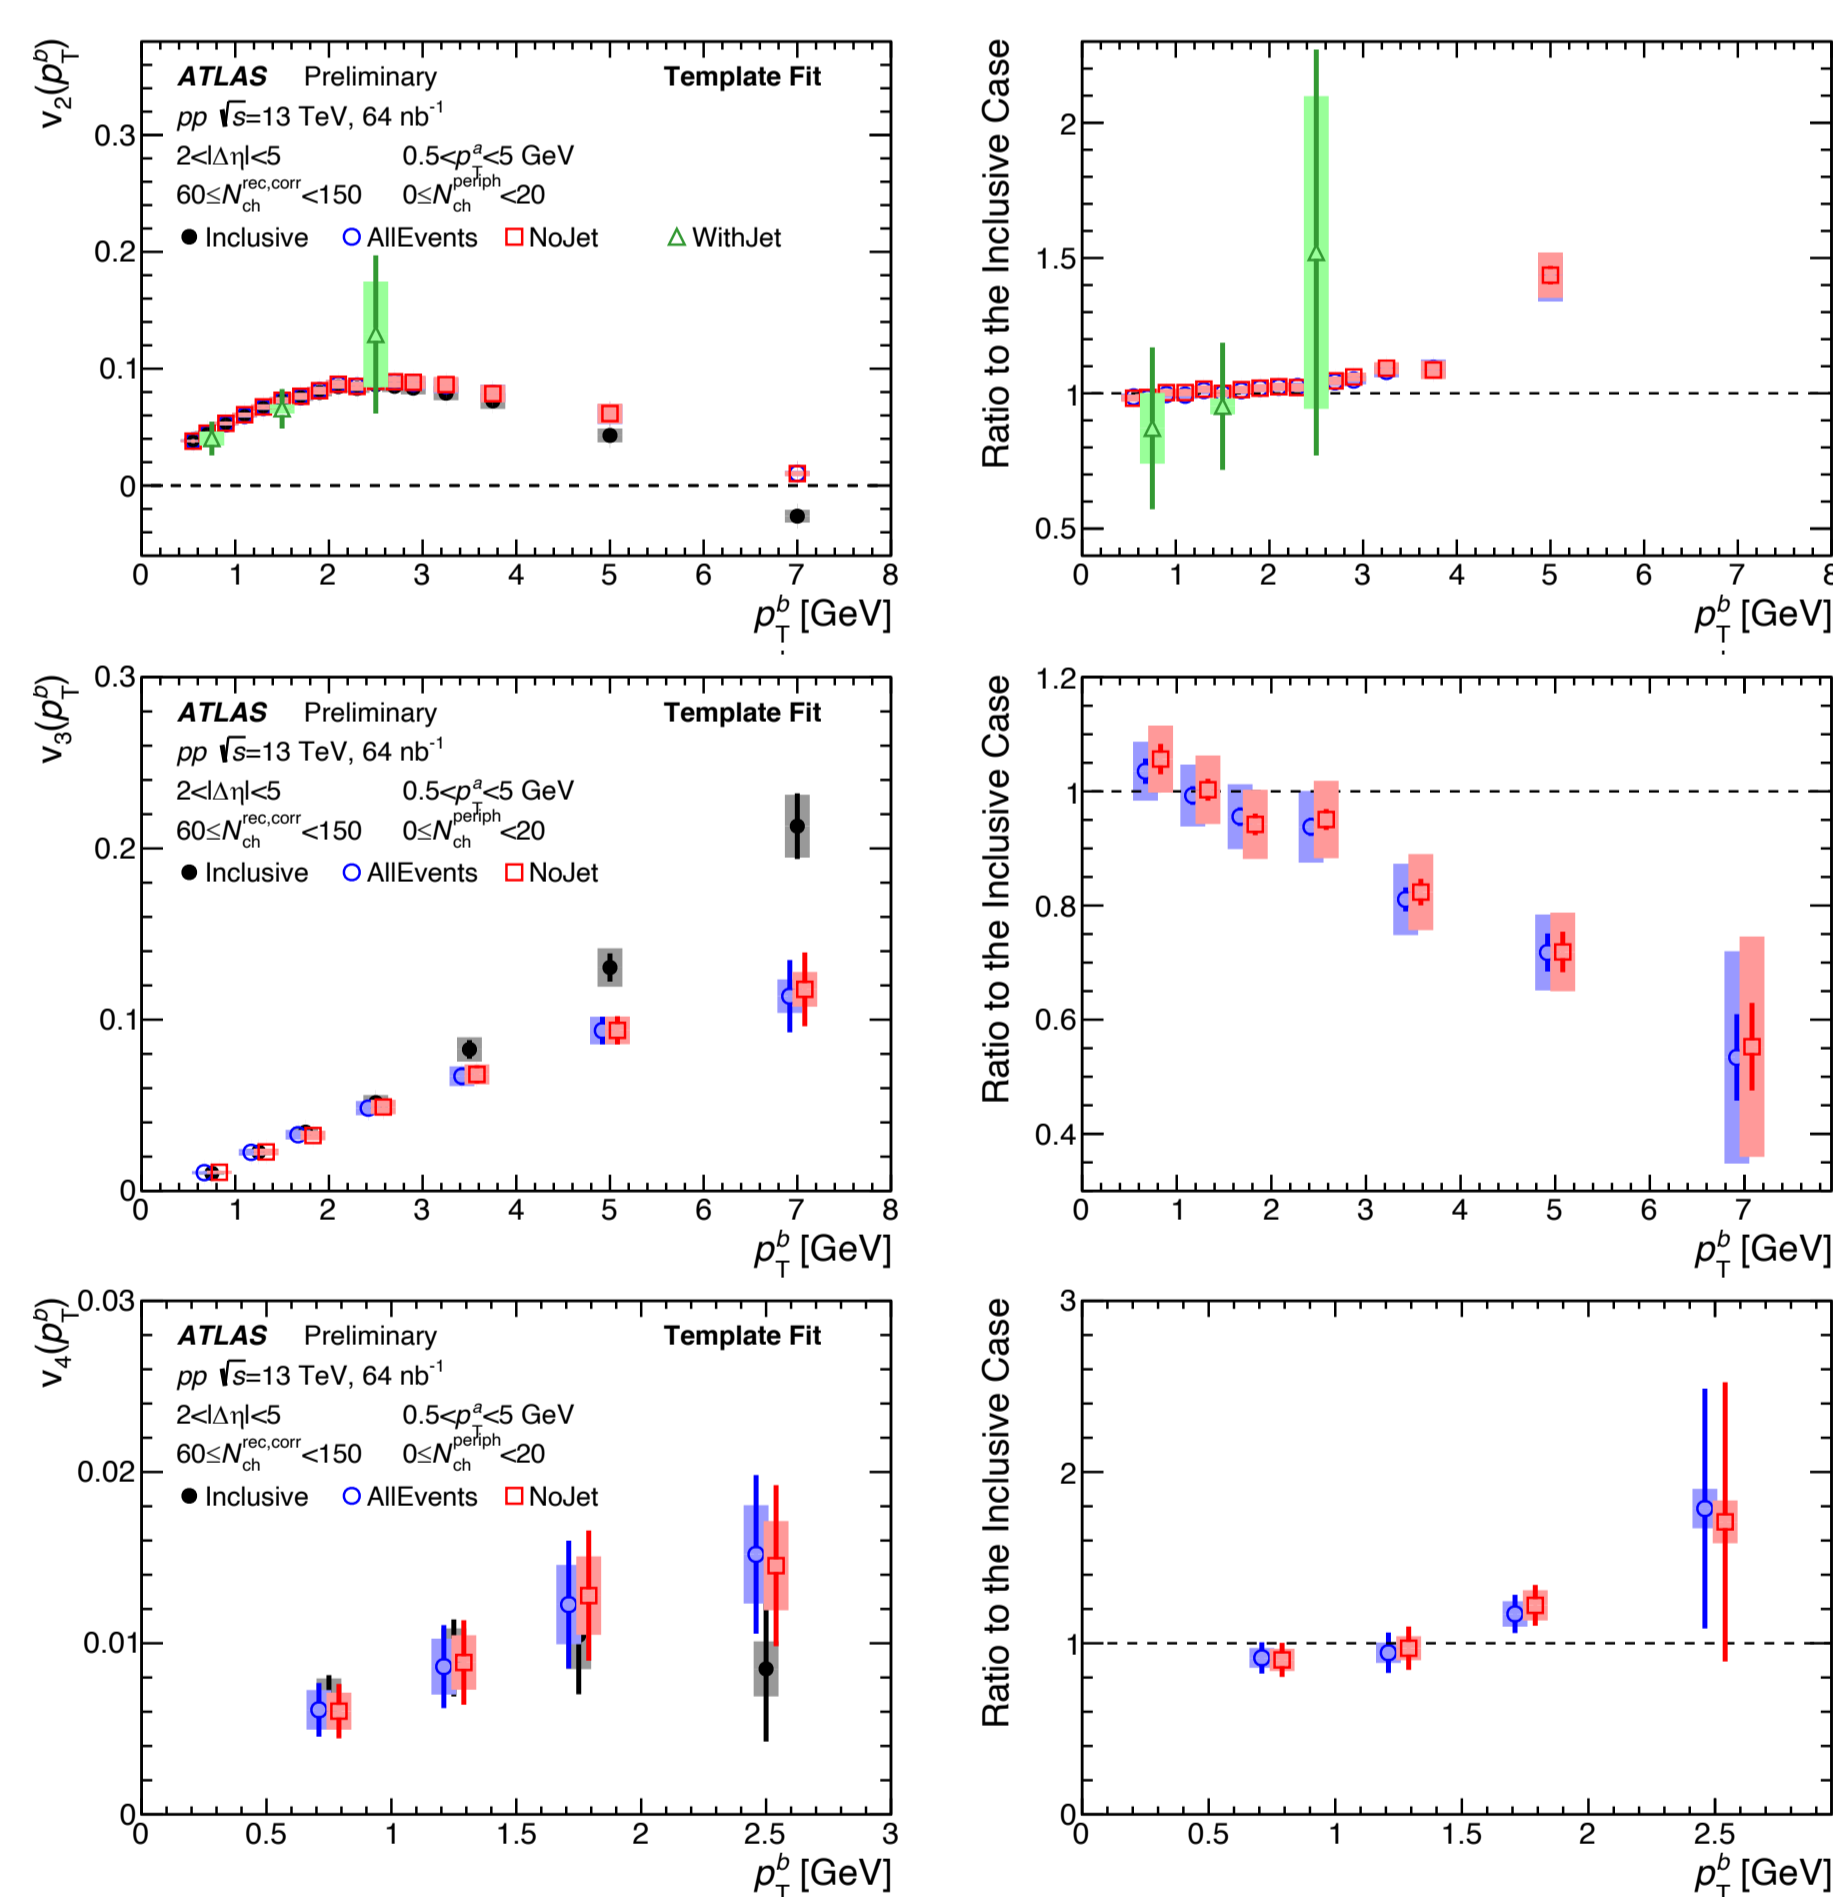 v2(pTb)
ATLAS Preliminary Template Fit
pp √s=13 TeV, 64 nb-1
2<|Δη|<5 0.5<pTa<5 GeV
60≤Nchrec,corr<150 0≤Nchperiph<20
Inclusive AllEvents NoJet WithJet
0.3
0.2
0.1
0
0 1 2 3 4 5 6 7 8
pTb [GeV]
Ratio to the Inclusive Case
2
1.5
1
0.5
0 1 2 3 4 5 6 7 8
pTb [GeV]
v3(pTb)
ATLAS Preliminary Template Fit
pp √s=13 TeV, 64 nb-1
2<|Δη|<5 0.5<pTa<5 GeV
60≤Nchrec,corr<150 0≤Nchperiph<20
Inclusive AllEvents NoJet
0.3
0.2
0.1
0
0 1 2 3 4 5 6 7 8
pTb [GeV]
Ratio to the Inclusive Case
1.2
1
0.8
0.6
0.4
0 1 2 3 4 5 6 7
pTb [GeV]
v4(pTb)
ATLAS Preliminary Template Fit
pp √s=13 TeV, 64 nb-1
2<|Δη|<5 0.5<pTa<5 GeV
60≤Nchrec,corr<150 0≤Nchperiph<20
Inclusive AllEvents NoJet
0.03
0.02
0.01
0
0 0.5 1 1.5 2 2.5 3
pTb [GeV]
Ratio to the Inclusive Case
3
2
1
0
0 0.5 1 1.5 2 2.5
pTb [GeV]